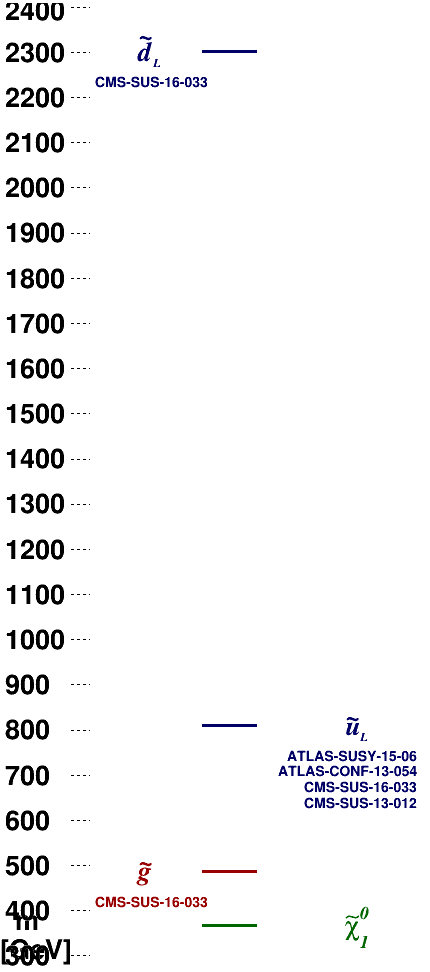 2400
2300
d̃_L
CMS-SUS-16-033
2200
2100
2000
1900
1800
1700
1600
1500
1400
1300
1200
1100
1000
900
800
ũ_L
ATLAS-SUSY-15-06
700
ATLAS-CONF-13-054
CMS-SUS-16-033
CMS-SUS-13-012
600
500
g̃
CMS-SUS-16-033
400
m
χ̃⁰₁
[GeV]
300